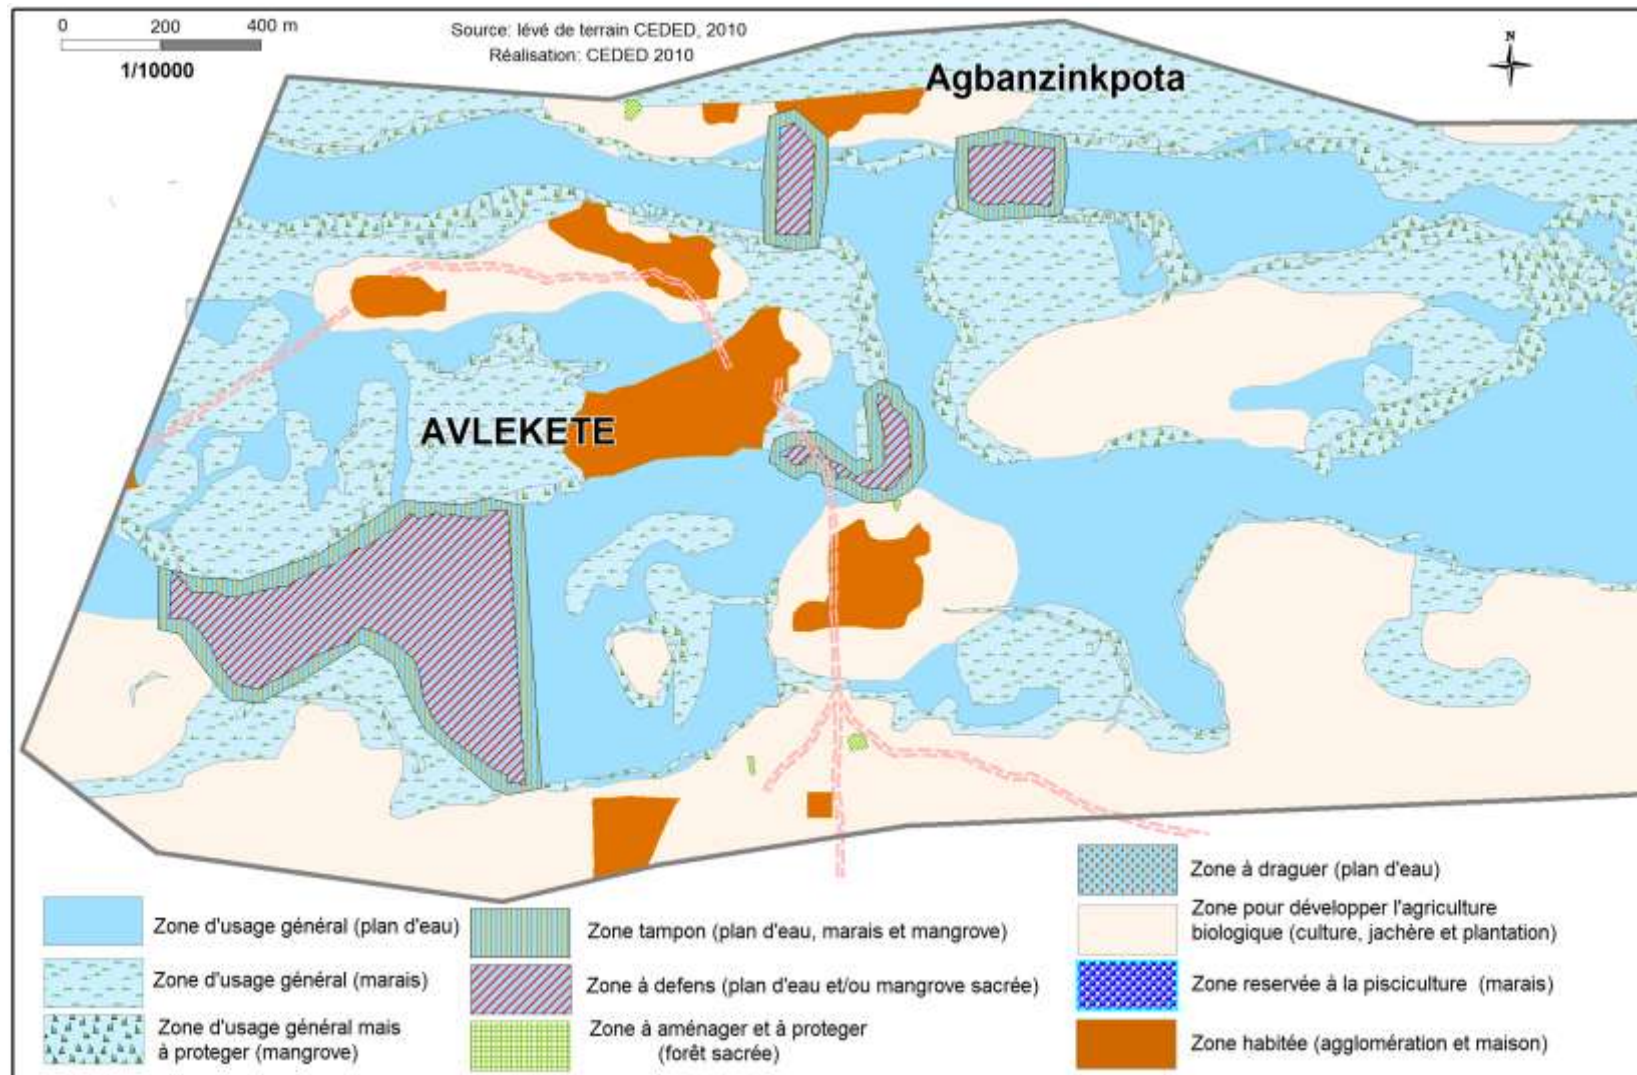 0 200 400 m
1/10000
Source: lévé de terrain CEDED, 2010
Réalisation: CEDED 2010
N
Agbanzinkpota
AVLEKETE
Zone d'usage général (plan d'eau)
Zone d'usage général (marais)
Zone d'usage général mais
à proteger (mangrove)
Zone tampon (plan d'eau, marais et mangrove)
Zone à defens (plan d'eau et/ou mangrove sacrée)
Zone à aménager et à proteger
(forêt sacrée)
Zone à draguer (plan d'eau)
Zone pour développer l'agriculture
biologique (culture, jachère et plantation)
Zone reservée à la pisciculture (marais)
Zone habitée (agglomération et maison)